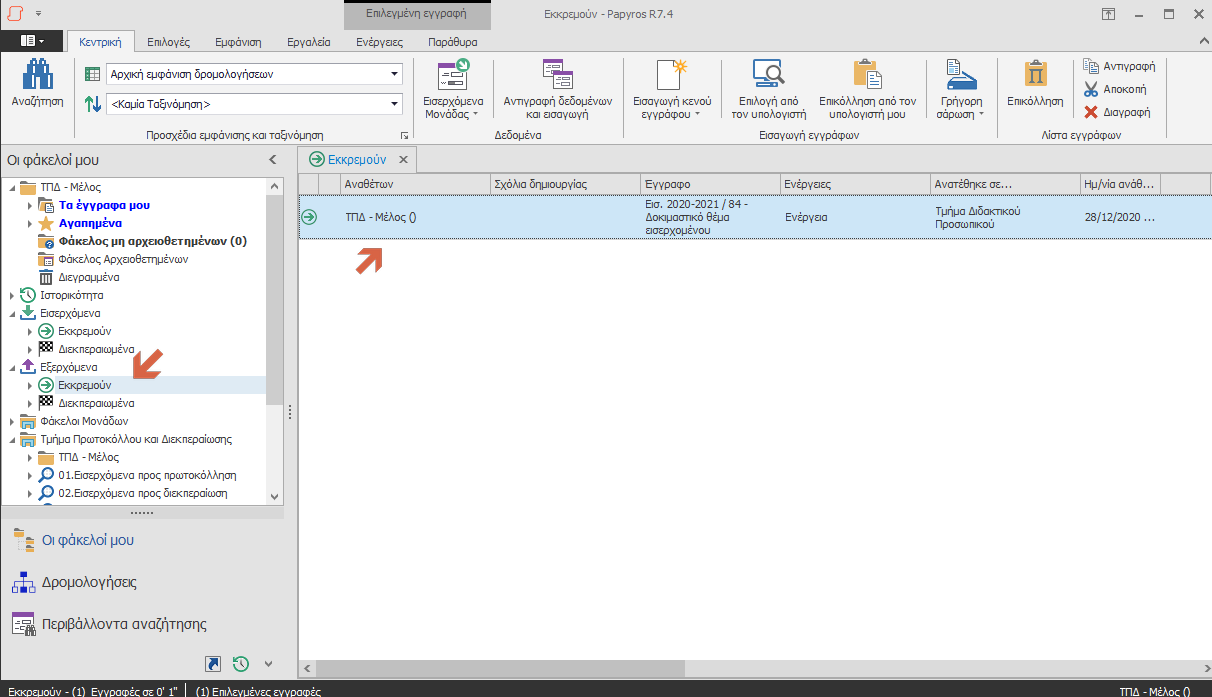 Επιλεγμένη εγγραφή
Εκκρεμούν - Papyros R7.4
Κεντρική Επιλογές Εμφάνιση Εργαλεία Ενέργειες Παράθυρα
Αναζήτηση
Αρχική εμφάνιση δρομολογήσεων
<Καμία Ταξινόμηση>
Προσχέδια εμφάνισης και ταξινόμηση
Εισερχόμενα
Μονάδας
Αντιγραφή δεδομένων
και εισαγωγή
Δεδομένα
Εισαγωγή κενού
εγγράφου
Επιλογή από
τον υπολογιστή
Επικόλληση από τον
υπολογιστή μου
Γρήγορη
σάρωση
Εισαγωγή εγγράφων
Επικόλληση
Αντιγραφή
Αποκοπή
Διαγραφή
Λίστα εγγράφων
Οι φάκελοί μου
ΤΠΔ - Μέλος
Τα έγγραφα μου
Αγαπημένα
Φάκελος μη αρχειοθετημένων (0)
Φάκελος Αρχειοθετημένων
Διεγραμμένα
Ιστορικότητα
Εισερχόμενα
Εκκρεμούν
Διεκπεραιωμένα
Εξερχόμενα
Εκκρεμούν
Διεκπεραιωμένα
Φάκελοι Μονάδων
Τμήμα Πρωτοκόλλου και Διεκπεραίωσης
ΤΠΔ - Μέλος
01.Εισερχόμενα προς πρωτοκόλληση
02.Εισερχόμενα προς διεκπεραίωση
Οι φάκελοί μου
Δρομολογήσεις
Περιβάλλοντα αναζήτησης
Εκκρεμούν
Αναθέτων Σχόλια δημιουργίας Έγγραφο Ενέργειες Ανατέθηκε σε... Ημ/νία ανάθ...
ΤΠΔ - Μέλος ()
Εισ. 2020-2021 / 84 -
Δοκιμαστικό θέμα
εισερχομένου
Ενέργεια
Τμήμα Διδακτικού
Προσωπικού
28/12/2020 ...
Εκκρεμούν - (1) Εγγραφές σε 0' 1" (1) Επιλεγμένες εγγραφές ΤΠΔ - Μέλος ()